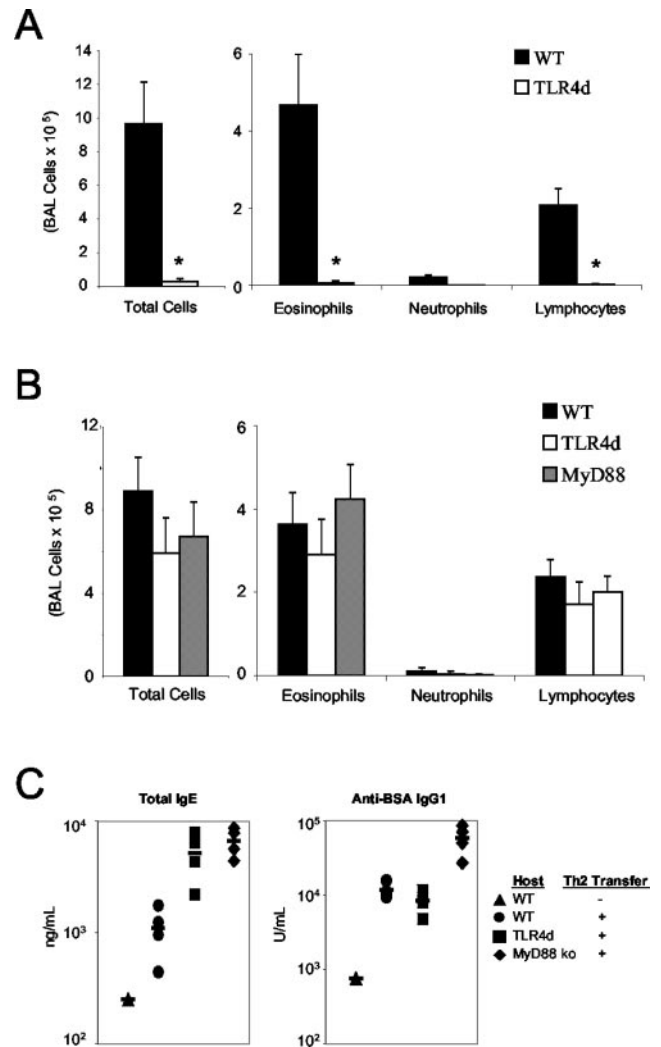 A
(BAL Cells x 10⁵)
14
12
10
8
6
4
2
0
*
Total Cells
6
4
2
0
*
*
Eosinophils
Neutrophils
Lymphocytes
WT
TLR4d
B
(BAL Cells x 10⁵)
12
9
6
3
0
Total Cells
6
4
2
0
Eosinophils
Neutrophils
Lymphocytes
WT
TLR4d
MyD88
C
Total IgE
ng/mL
10⁴
10³
10²
Anti-BSA IgG1
U/mL
10⁵
10⁴
10³
10²
Host Th2 Transfer
WT -
WT +
TLR4d +
MyD88 ko +